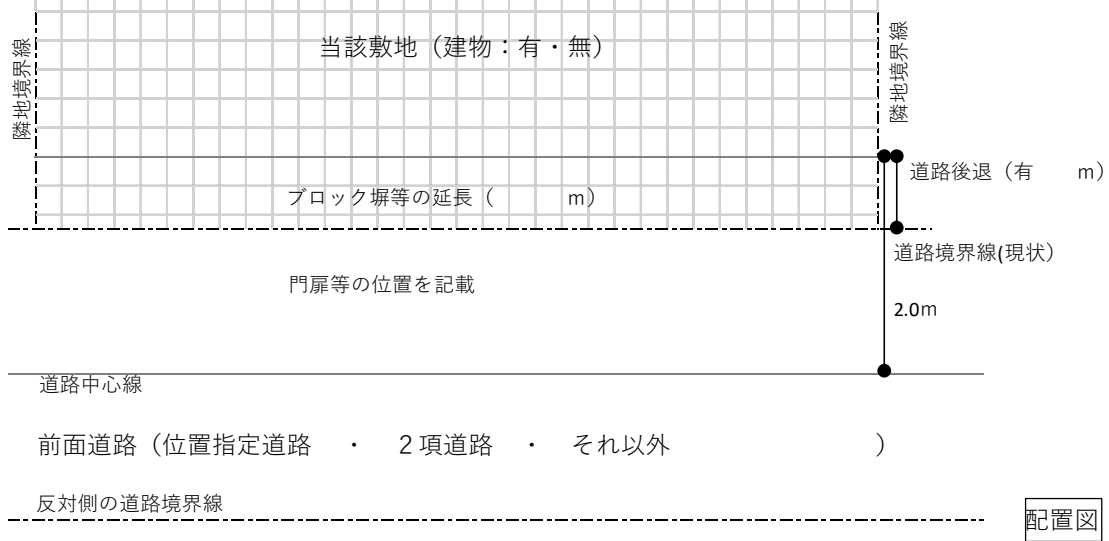 当該敷地（建物：有・無）
隣地境界線
隣地境界線
道路後退（有　　m）
ブロック塀等の延長（　　　m）
道路境界線(現状）
門扉等の位置を記載
2.0m
道路中心線
前面道路（位置指定道路　・　２項道路　・　それ以外　　　　　　　　）
反対側の道路境界線
配置図